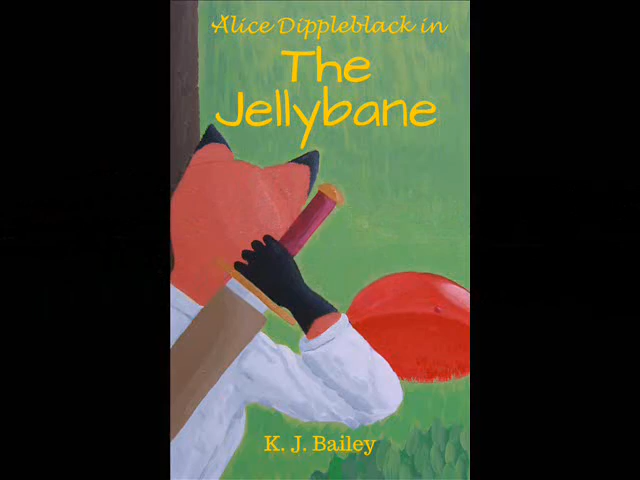 Alice Dippleblack in
The
Jellybane
K. J. Bailey